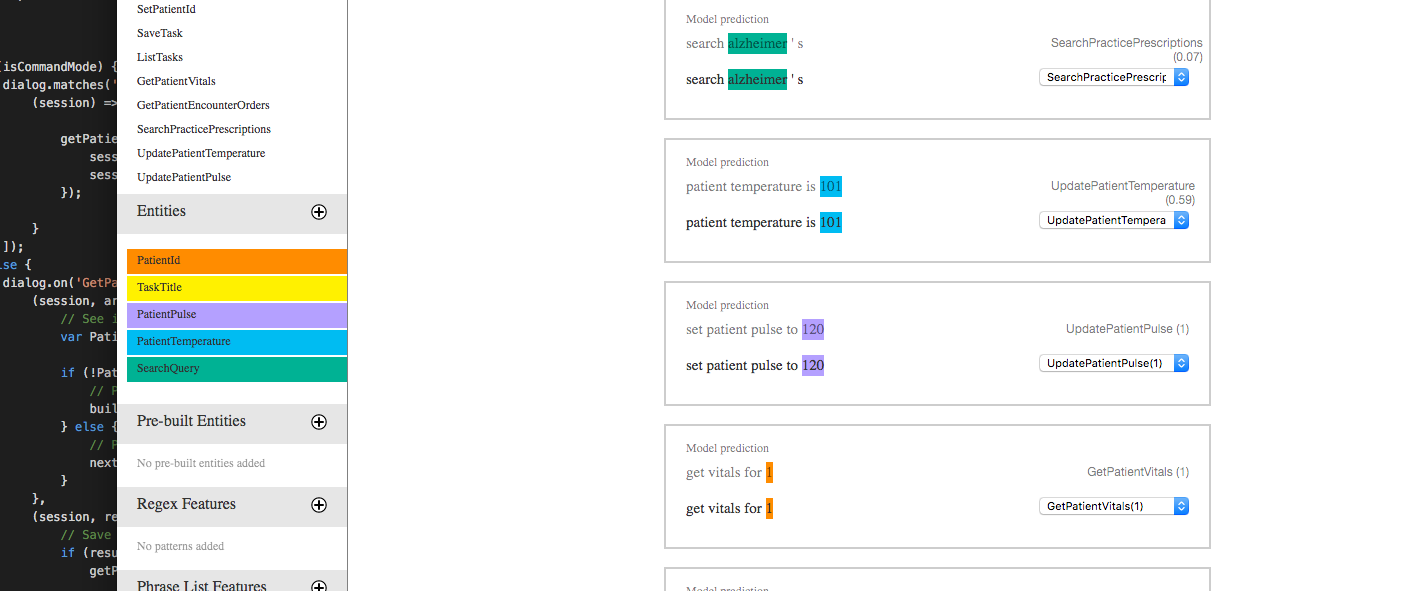 (isCommandMode) {
dialog.matches('
(session) =>
getPatie
sess
sess
});
}
]);
se {
dialog.on('GetPa
(session, ar
// See i
var Pati
if (!Pat
// P
buil
} else {
// P
next
}
},
(session, re
// Save
if (resu
getP
SetPatientId
SaveTask
ListTasks
GetPatientVitals
GetPatientEncounterOrders
SearchPracticePrescriptions
UpdatePatientTemperature
UpdatePatientPulse
Entities
PatientId
TaskTitle
PatientPulse
PatientTemperature
SearchQuery
Pre-built Entities
No pre-built entities added
Regex Features
No patterns added
Phrase List Features
Model prediction
search alzheimer ' s
SearchPracticePrescriptions
(0.07)
search alzheimer ' s
SearchPracticePrescrip
Model prediction
patient temperature is 101
UpdatePatientTemperature
(0.59)
patient temperature is 101
UpdatePatientTempera
Model prediction
set patient pulse to 120
UpdatePatientPulse (1)
set patient pulse to 120
UpdatePatientPulse(1)
Model prediction
get vitals for 1
GetPatientVitals (1)
get vitals for 1
GetPatientVitals(1)
Model prediction